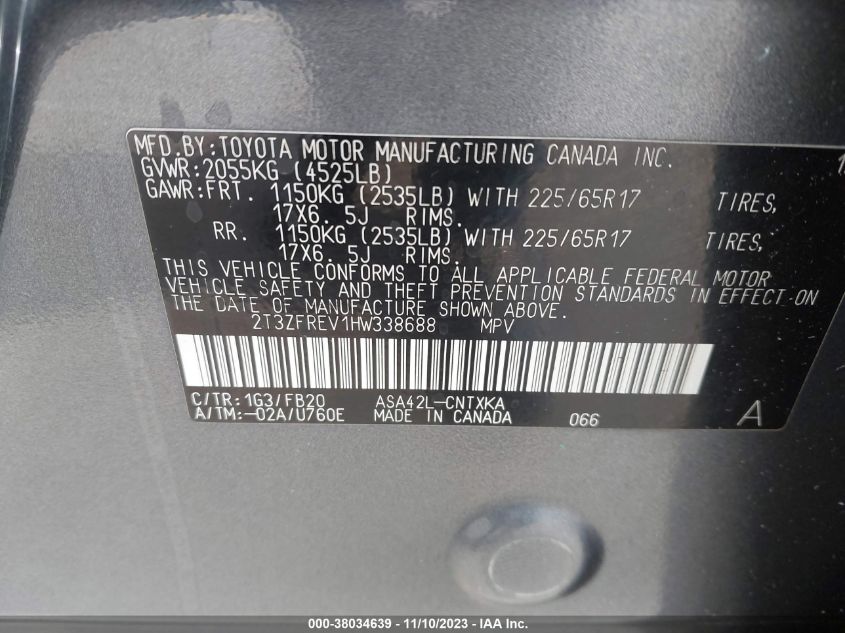 MFD.BY:TOYOTA MOTOR MANUFACTURING CANADA INC.
GVWR:2055KG (4525LB)
GAWR:FRT. 1150KG (2535LB) WITH 225/65R17 TIRES,
17X6. 5J RIMS.
RR. 1150KG (2535LB) WITH 225/65R17 TIRES,
17X6. 5J RIMS.
THIS VEHICLE CONFORMS TO ALL APPLICABLE FEDERAL MOTOR
VEHICLE SAFETY AND THEFT PREVENTION STANDARDS IN EFFECT ON
THE DATE OF MANUFACTURE SHOWN ABOVE.
2T3ZFREV1HW338688 MPV
C/TR:1G3/FB20 ASA42L-CNTXKA
A/TM:-02A/U760E MADE IN CANADA 066 A
000-38034639 - 11/10/2023 - IAA Inc.